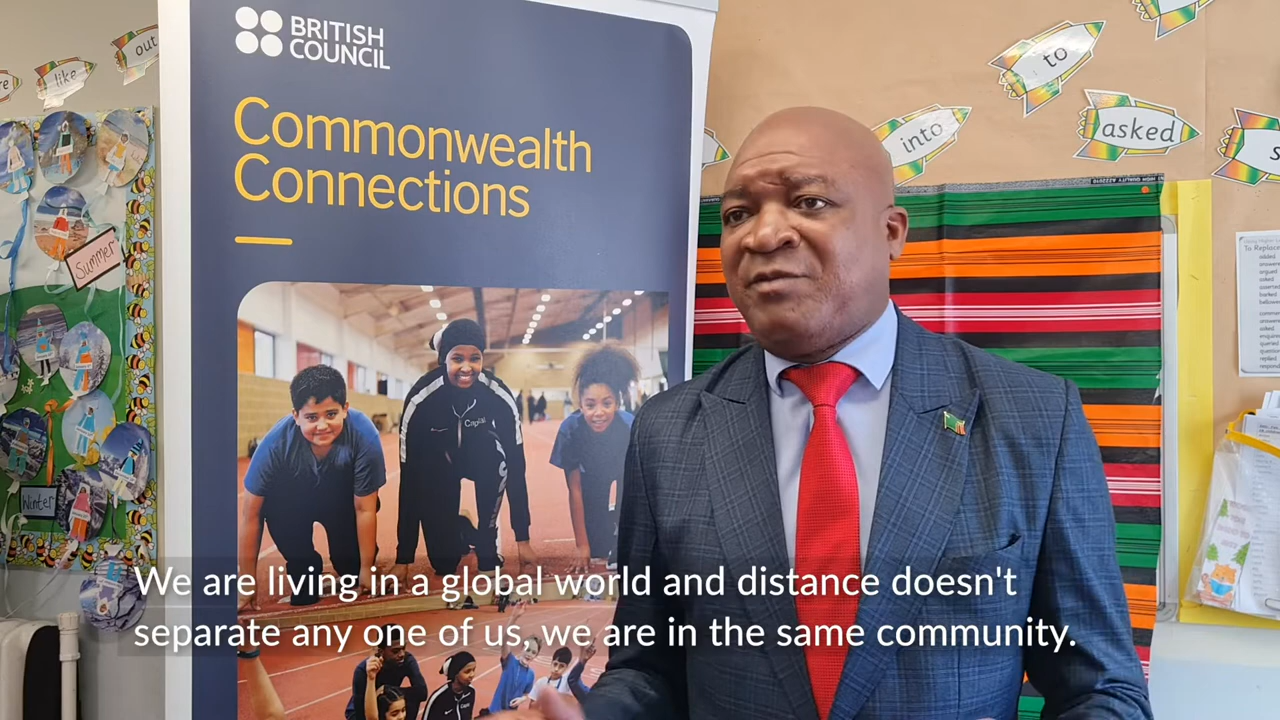 out
like
to
into
asked
BRITISH
COUNCIL
Commonwealth
Connections
Summer
Winter
Capital
We are living in a global world and distance doesn't
separate any one of us, we are in the same community.